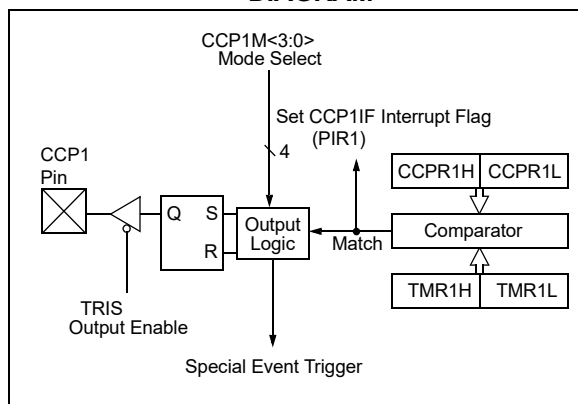 CCP1M<3:0>
Mode Select
Set CCP1IF Interrupt Flag
(PIR1)
4
CCP1
Pin
CCPR1H CCPR1L
Q S
R
Output
Logic
Match
Comparator
TMR1H TMR1L
TRIS
Output Enable
Special Event Trigger